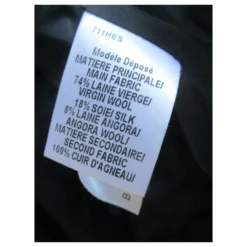 711HES
Modèle Déposé
MATIERE PRINCIPALE/
MAIN FABRIC
74% LAINE VIERGE/
VIRGIN WOOL
18% SOIE/ SILK
8% LAINE ANGORA/
ANGORA WOOL/
MATIERE SECONDAIRE/
SECOND FABRIC
100% CUIR D'AGNEAU/